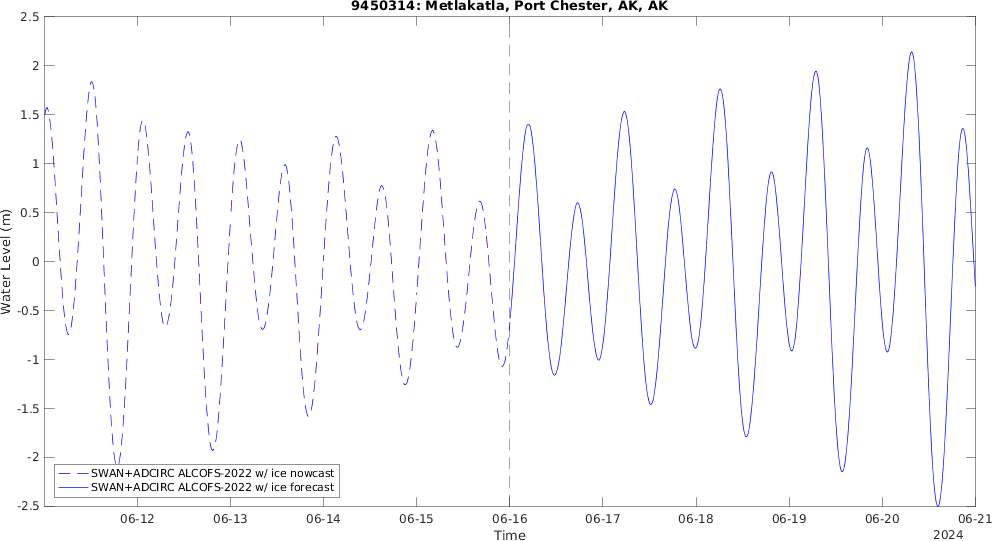 9450314: Metlakatla, Port Chester, AK, AK
2.5
2
1.5
1
0.5
0
-0.5
-1
-1.5
-2
-2.5
Water Level (m)
SWAN+ADCIRC ALCOFS-2022 w/ ice nowcast
SWAN+ADCIRC ALCOFS-2022 w/ ice forecast
06-12 06-13 06-14 06-15 06-16 06-17 06-18 06-19 06-20 06-21
Time
2024